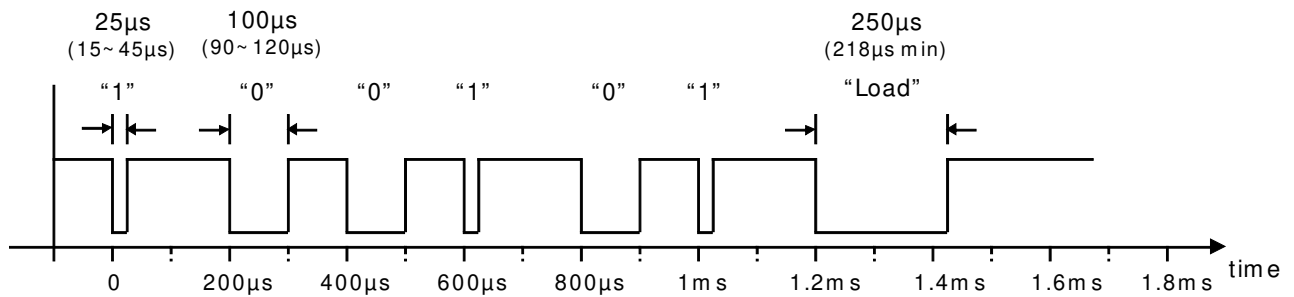 25µs 100µs 250µs
(15~45µs) (90~120µs) (218µs min)
“1” “0” “0” “1” “0” “1” “Load”
0 200µs 400µs 600µs 800µs 1ms 1.2ms 1.4ms 1.6ms 1.8ms time